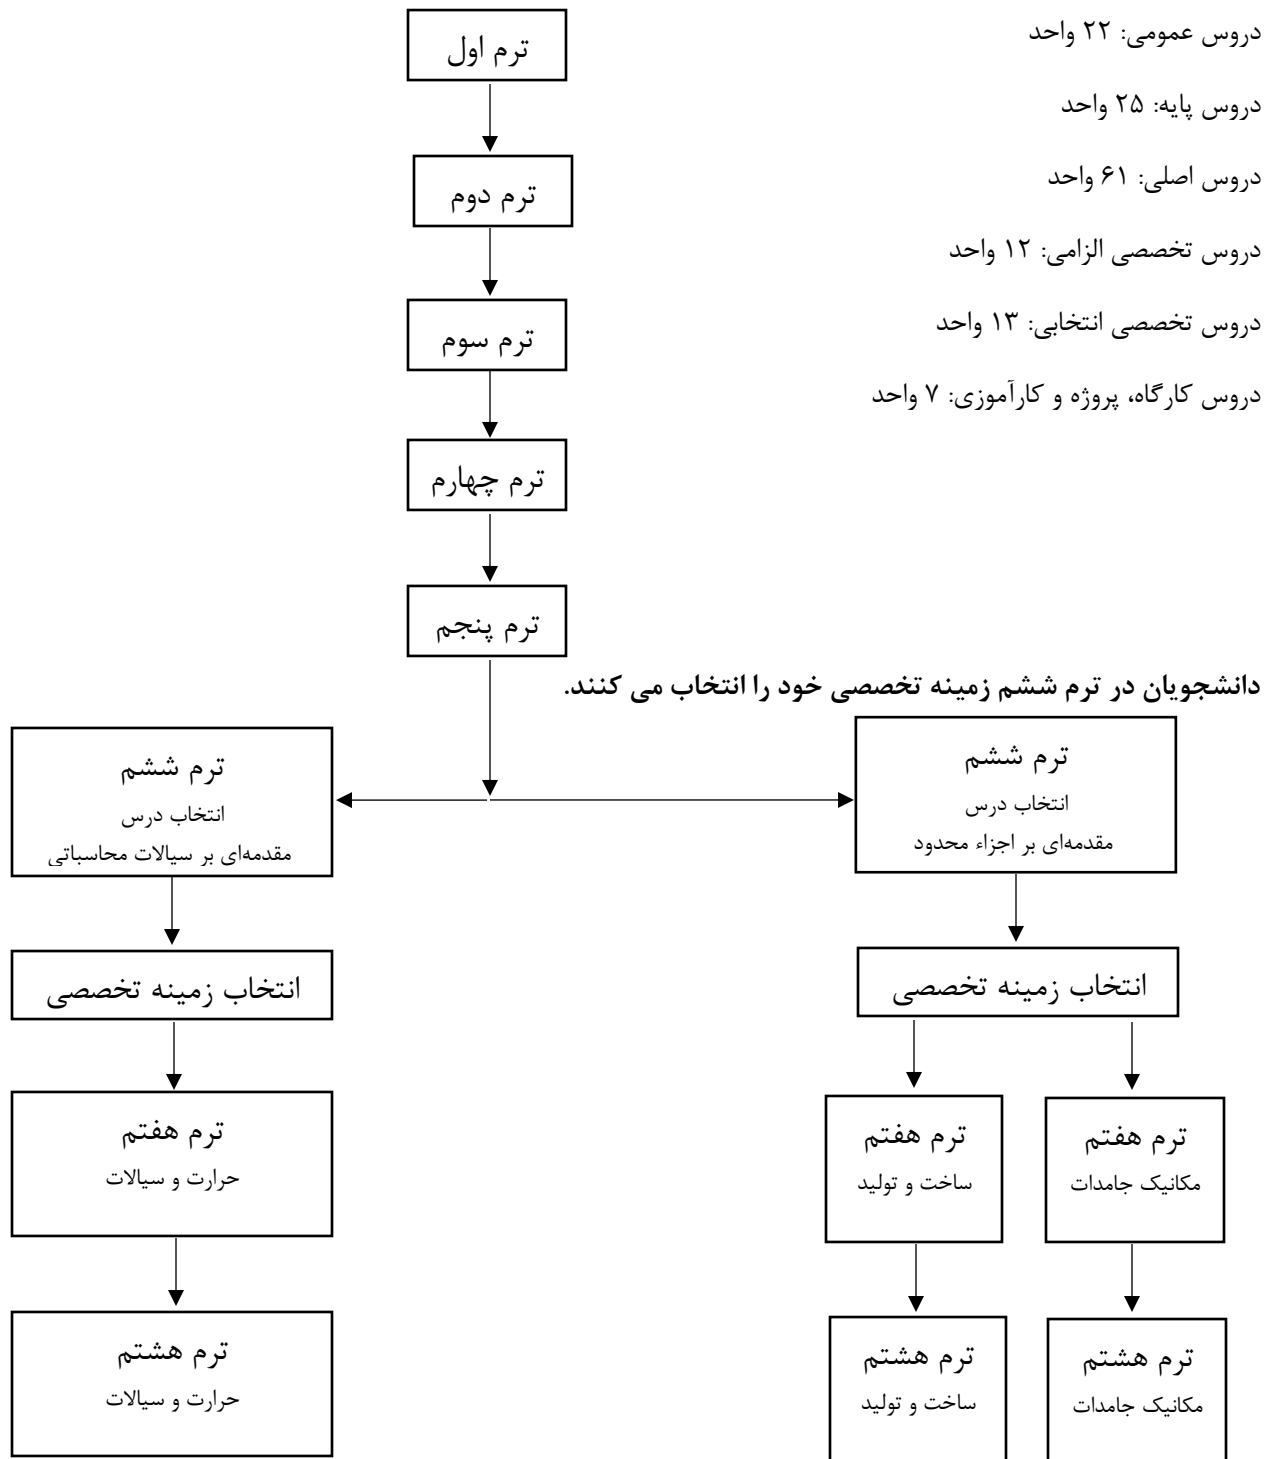 دروس عمومی: ۲۲ واحد
دروس پایه: ۲۵ واحد
دروس اصلی: ۶۱ واحد
دروس تخصصی الزامی: ۱۲ واحد
دروس تخصصی انتخابی: ۱۳ واحد
دروس کارگاه، پروژه و کارآموزی: ۷ واحد
ترم اول
ترم دوم
ترم سوم
ترم چهارم
ترم پنجم
دانشجویان در ترم ششم زمینه تخصصی خود را انتخاب می کنند.
ترم ششم
انتخاب درس
مقدمه‌ای بر اجزاء محدود
ترم ششم
انتخاب درس
مقدمه‌ای بر سیالات محاسباتی
انتخاب زمینه تخصصی
انتخاب زمینه تخصصی
ترم هفتم
مکانیک جامدات
ترم هفتم
ساخت و تولید
ترم هفتم
حرارت و سیالات
ترم هشتم
مکانیک جامدات
ترم هشتم
ساخت و تولید
ترم هشتم
حرارت و سیالات